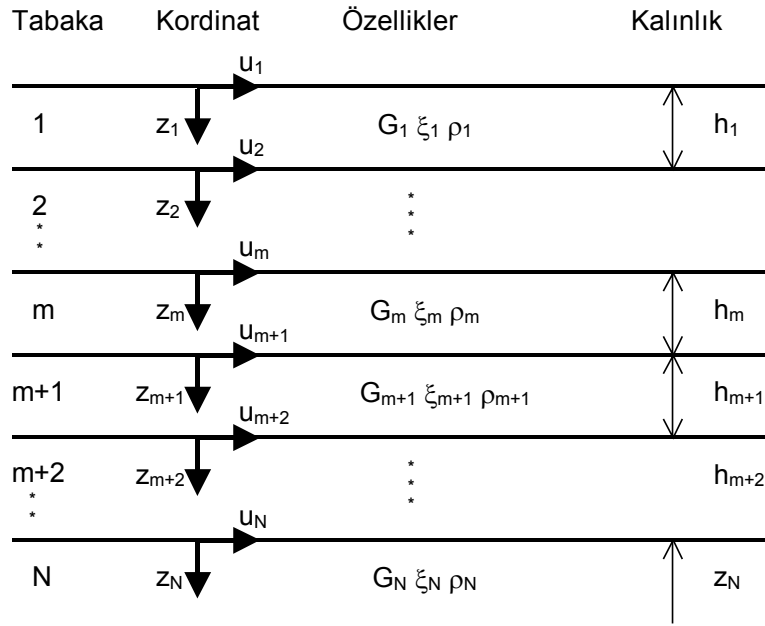 Tabaka Kordinat Özellikler Kalınlık
u1
1 z1 G1 ξ1 ρ1 h1
u2
2 z2 *
* *
* *
um
m zm Gm ξm ρm hm
um+1
m+1 zm+1 Gm+1 ξm+1 ρm+1 hm+1
um+2
m+2 zm+2 * hm+2
* *
* *
uN
N zN GN ξN ρN zN